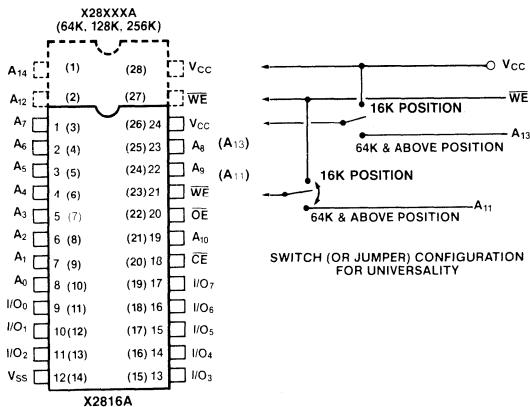 X28XXXA
(64K, 128K, 256K)
A14 (1) (28) VCC
A12 (2) (27) WE
A7 1 (3) (26) 24 VCC
A6 2 (4) (25) 23 A8 (A13)
A5 3 (5) (24) 22 A9 (A11)
A4 4 (6) (23) 21 WE
A3 5 (7) (22) 20 OE
A2 6 (8) (21) 19 A10
A1 7 (9) (20) 18 CE
A0 8 (10) (19) 17 I/O7
I/O0 9 (11) (18) 16 I/O6
I/O1 10 (12) (17) 15 I/O5
I/O2 11 (13) (16) 14 I/O4
VSS 12 (14) (15) 13 I/O3
X2816A
VCC
WE
16K POSITION
A13
64K & ABOVE POSITION
16K POSITION
A11
64K & ABOVE POSITION
SWITCH (OR JUMPER) CONFIGURATION
FOR UNIVERSALITY